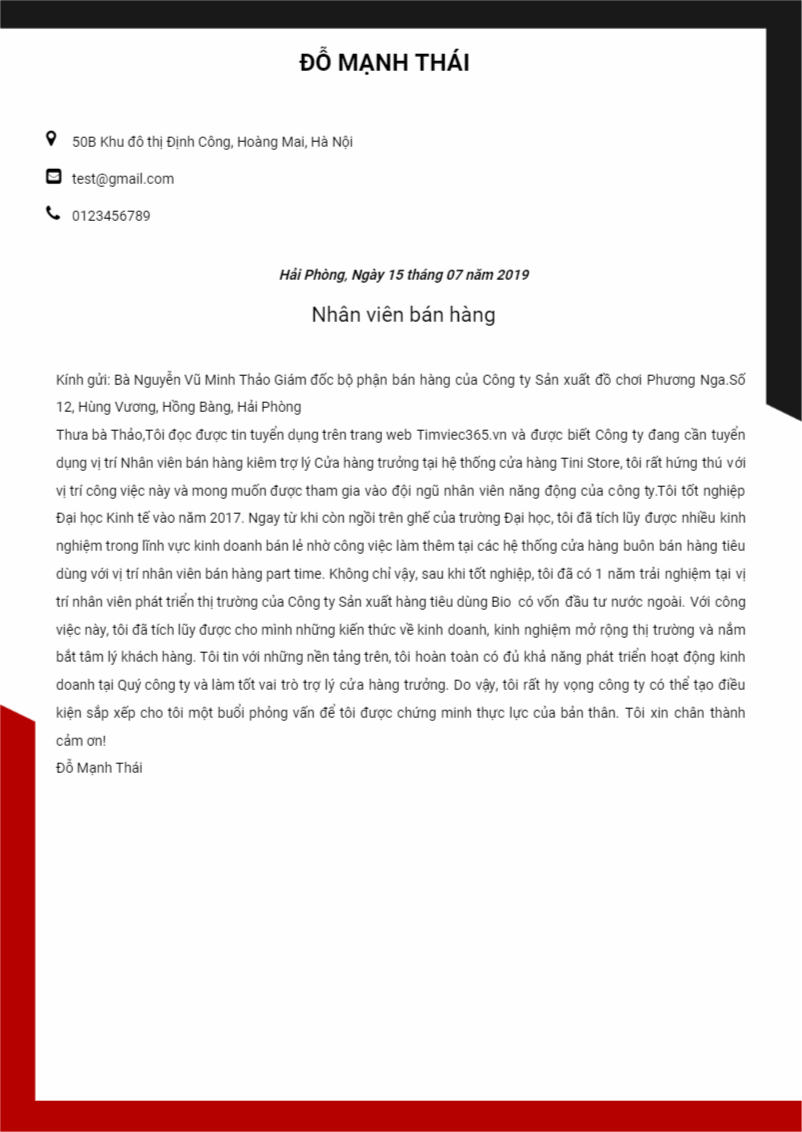 ĐỖ MẠNH THÁI
50B Khu đô thị Định Công, Hoàng Mai, Hà Nội
test@gmail.com
0123456789
Hải Phòng, Ngày 15 tháng 07 năm 2019
Nhân viên bán hàng
Kính gửi: Bà Nguyễn Vũ Minh Thảo Giám đốc bộ phận bán hàng của Công ty Sản xuất đồ chơi Phương Nga.Số
12, Hùng Vương, Hồng Bàng, Hải Phòng
Thưa bà Thảo,Tôi đọc được tin tuyển dụng trên trang web Timviec365.vn và được biết Công ty đang cần tuyển
dụng vị trí Nhân viên bán hàng kiêm trợ lý Cửa hàng trưởng tại hệ thống cửa hàng Tini Store, tôi rất hứng thú với
vị trí công việc này và mong muốn được tham gia vào đội ngũ nhân viên năng động của công ty.Tôi tốt nghiệp
Đại học Kinh tế vào năm 2017. Ngay từ khi còn ngồi trên ghế của trường Đại học, tôi đã tích lũy được nhiều kinh
nghiệm trong lĩnh vực kinh doanh bán lẻ nhờ công việc làm thêm tại các hệ thống cửa hàng buôn bán hàng tiêu
dùng với vị trí nhân viên bán hàng part time. Không chỉ vậy, sau khi tốt nghiệp, tôi đã có 1 năm trải nghiệm tại vị
trí nhân viên phát triển thị trường của Công ty Sản xuất hàng tiêu dùng Bio có vốn đầu tư nước ngoài. Với công
việc này, tôi đã tích lũy được cho mình những kiến thức về kinh doanh, kinh nghiệm mở rộng thị trường và nắm
bắt tâm lý khách hàng. Tôi tin với những nền tảng trên, tôi hoàn toàn có đủ khả năng phát triển hoạt động kinh
doanh tại Quý công ty và làm tốt vai trò trợ lý cửa hàng trưởng. Do vậy, tôi rất hy vọng công ty có thể tạo điều
kiện sắp xếp cho tôi một buổi phỏng vấn để tôi được chứng minh thực lực của bản thân. Tôi xin chân thành
cảm ơn!
Đỗ Mạnh Thái